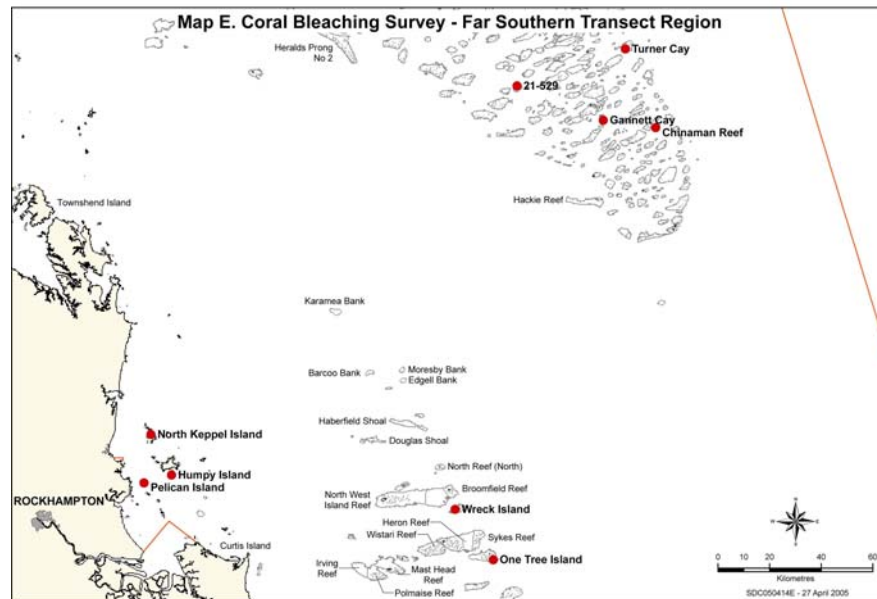 Map E. Coral Bleaching Survey - Far Southern Transect Region
Heralds Prong
No 2
Turner Cay
21-529
Gannett Cay
Chinaman Reef
Townshend Island
Hackie Reef
Karamea Bank
Barcoo Bank
Moresby Bank
Edgell Bank
Haberfield Shoal
Douglas Shoal
North Keppel Island
North Reef (North)
Humpy Island
Pelican Island
ROCKHAMPTON
North West
Island Reef
Broomfield Reef
Wreck Island
Heron Reef
Wistari Reef
Sykes Reef
Curtis Island
One Tree Island
Irving
Reef
Mast Head
Reef
Polmaise Reef
N
0 10 20 40 60
Kilometres
SDC050414E - 27 April 2005